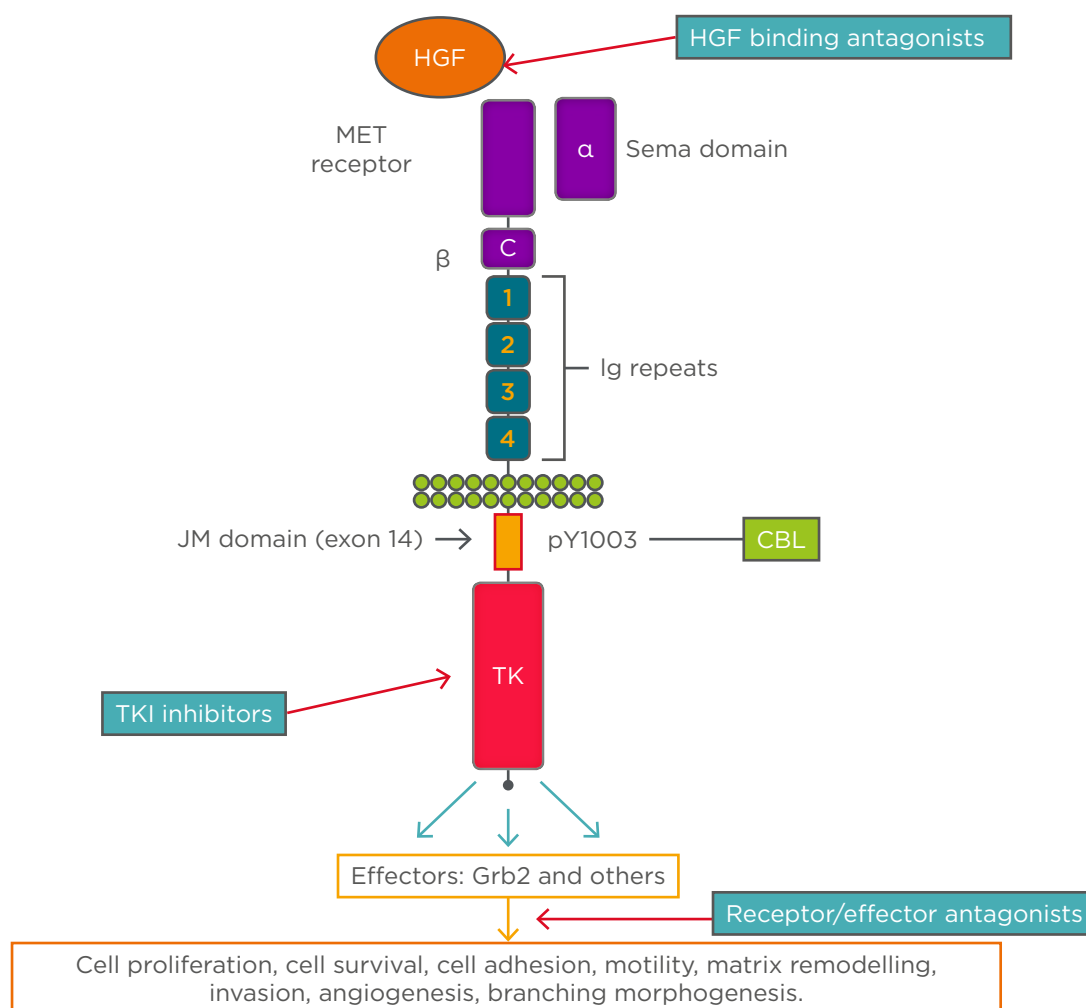 HGF
HGF binding antagonists
MET
receptor
α
Sema domain
β
C
1
2
3
4
Ig repeats
JM domain (exon 14)
pY1003
CBL
TK
TKI inhibitors
Effectors: Grb2 and others
Receptor/effector antagonists
Cell proliferation, cell survival, cell adhesion, motility, matrix remodelling,
invasion, angiogenesis, branching morphogenesis.